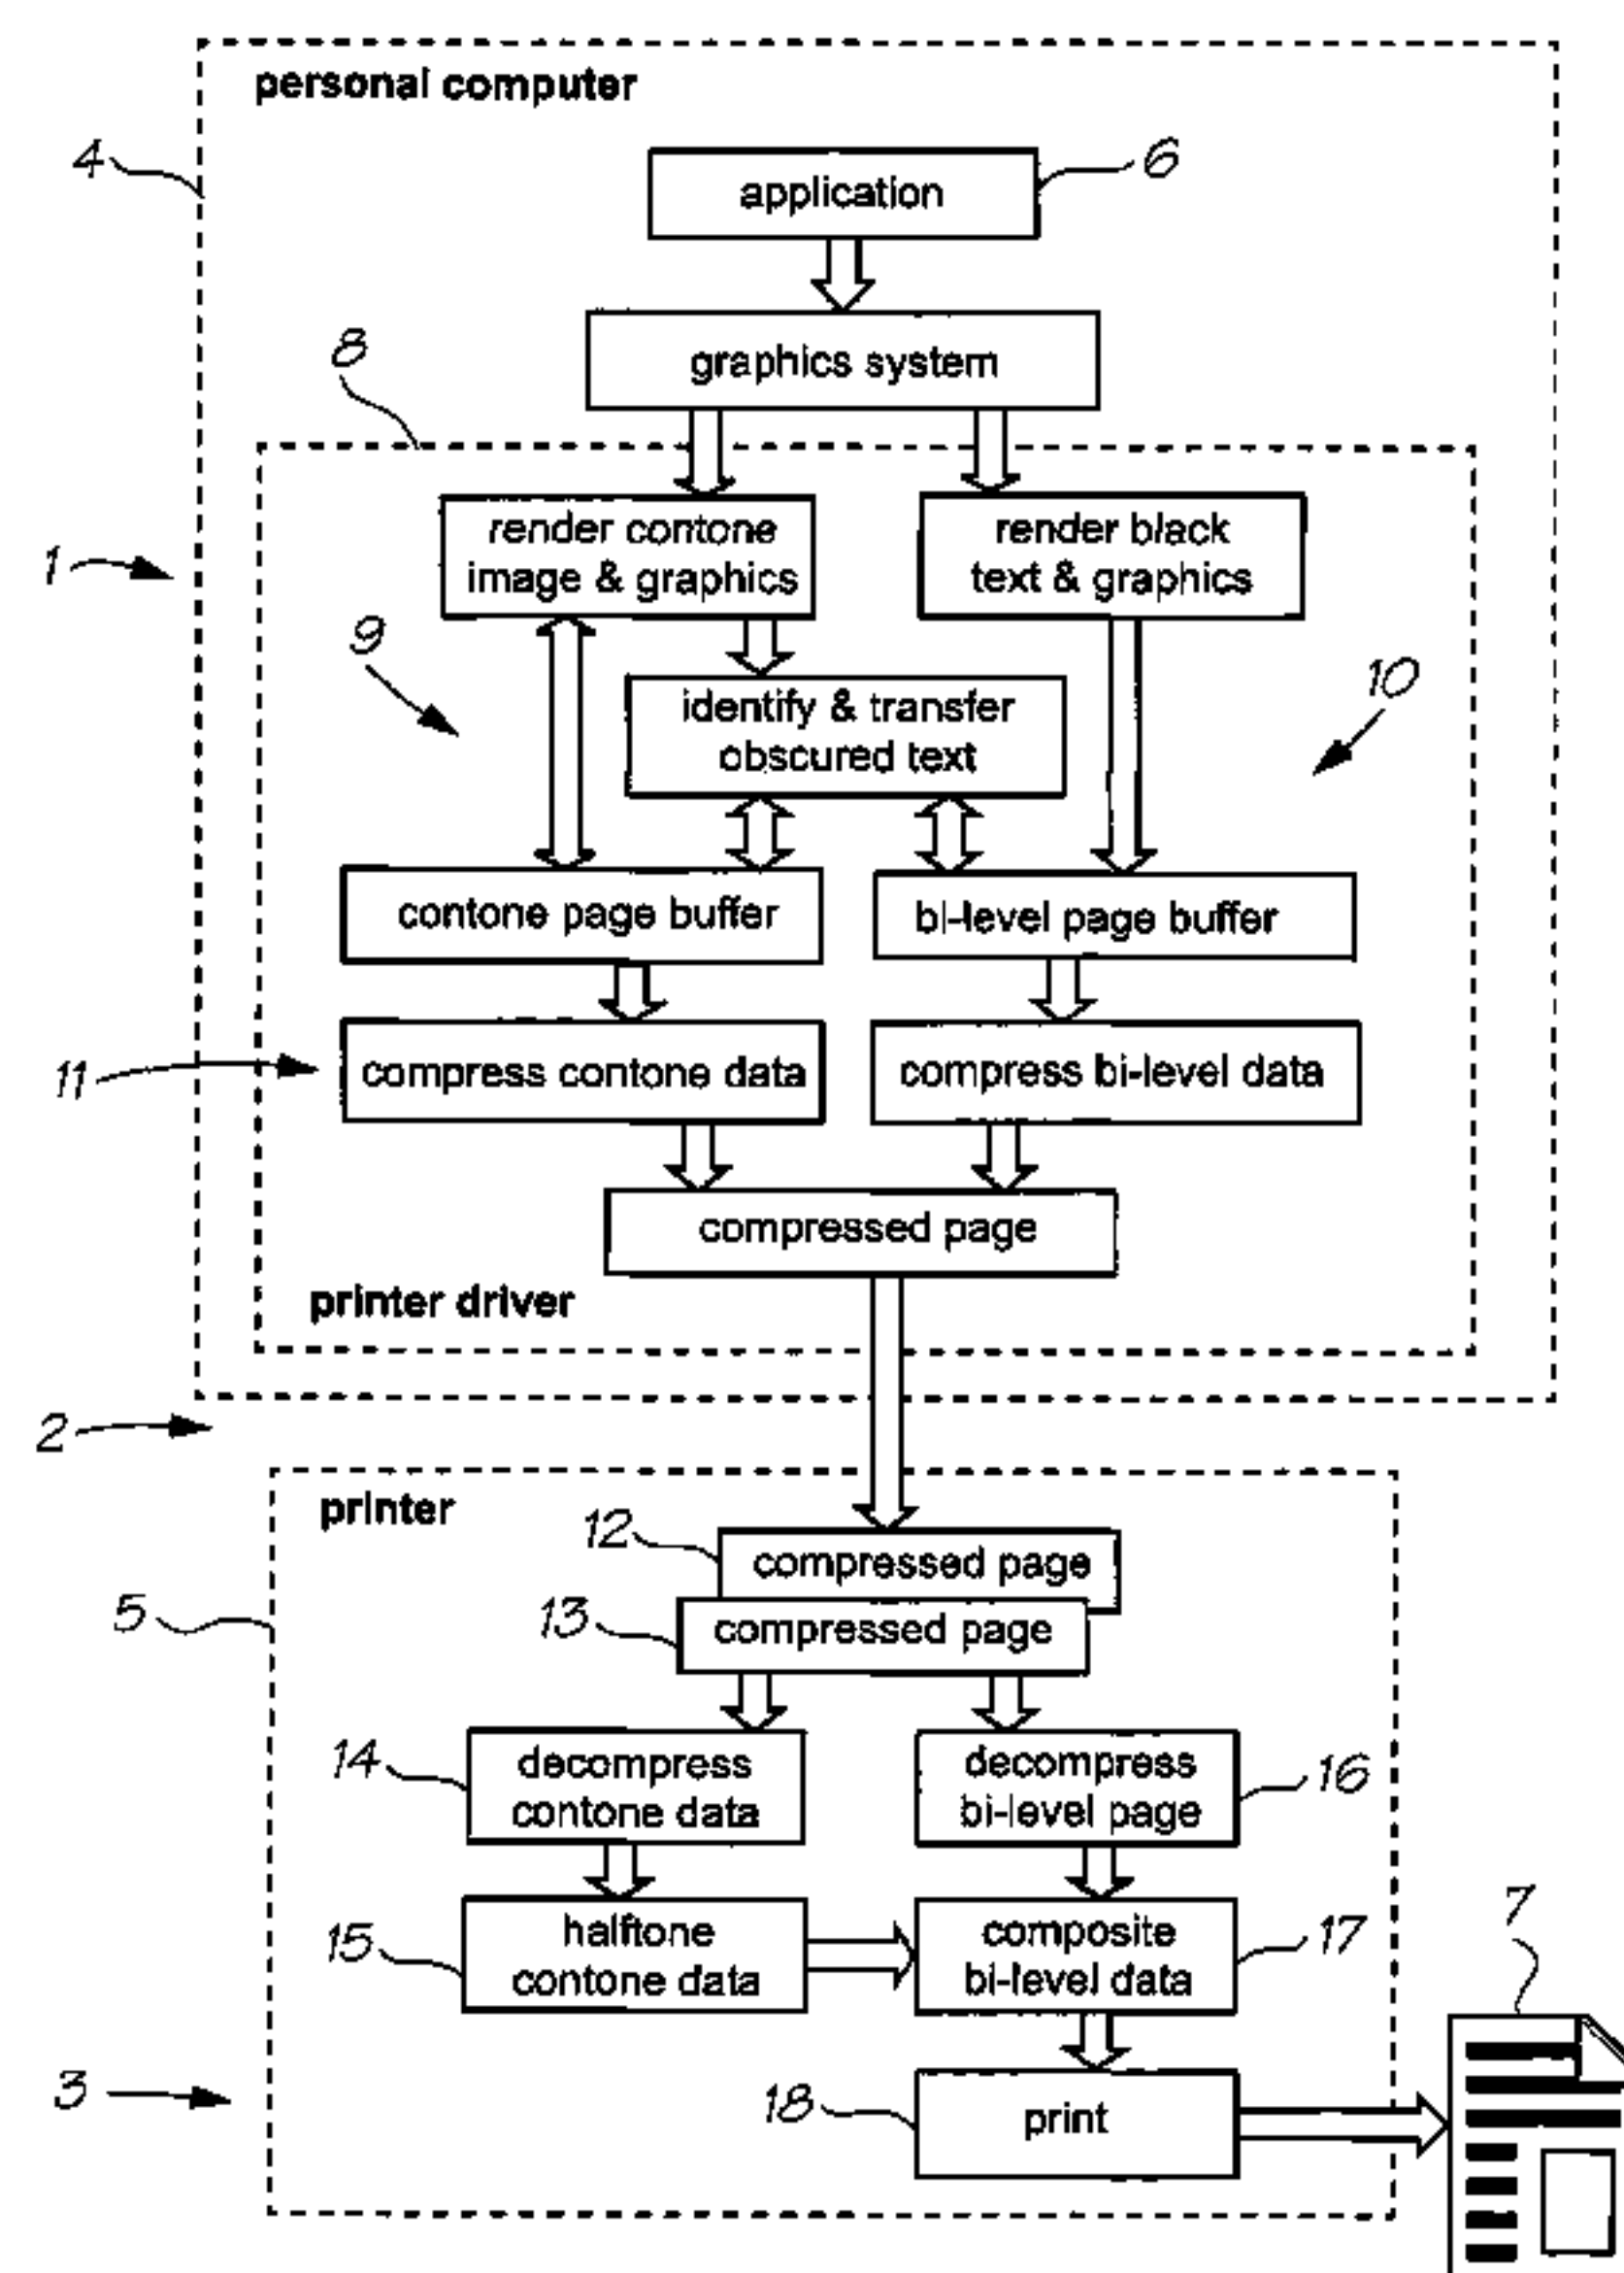 personal computer
4
application
6
graphics system
8
render contone
image & graphics
render black
text & graphics
1
9
identify & transfer
obscured text
10
contone page buffer
bi-level page buffer
11
compress contone data
compress bi-level data
compressed page
printer driver
2
printer
12
compressed page
5
13
compressed page
14
decompress
contone data
decompress
bi-level page
16
15
halftone
contone data
composite
bi-level data
17
7
3
18
print